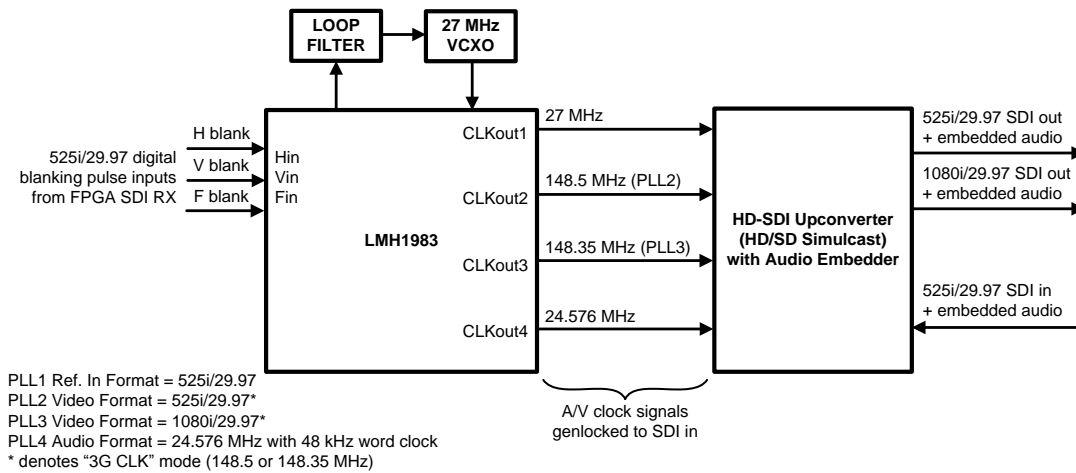 LOOP
FILTER
27 MHz
VCXO
H blank
V blank
F blank
525i/29.97 digital
blanking pulse inputs
from FPGA SDI RX
Hin
Vin
Fin
LMH1983
CLKout1
CLKout2
CLKout3
CLKout4
27 MHz
148.5 MHz (PLL2)
148.35 MHz (PLL3)
24.576 MHz
HD-SDI Upconverter
(HD/SD Simulcast)
with Audio Embedder
525i/29.97 SDI out
+ embedded audio
1080i/29.97 SDI out
+ embedded audio
525i/29.97 SDI in
+ embedded audio
A/V clock signals
genlocked to SDI in
PLL1 Ref. In Format = 525i/29.97
PLL2 Video Format = 525i/29.97*
PLL3 Video Format = 1080i/29.97*
PLL4 Audio Format = 24.576 MHz with 48 kHz word clock
* denotes “3G CLK” mode (148.5 or 148.35 MHz)